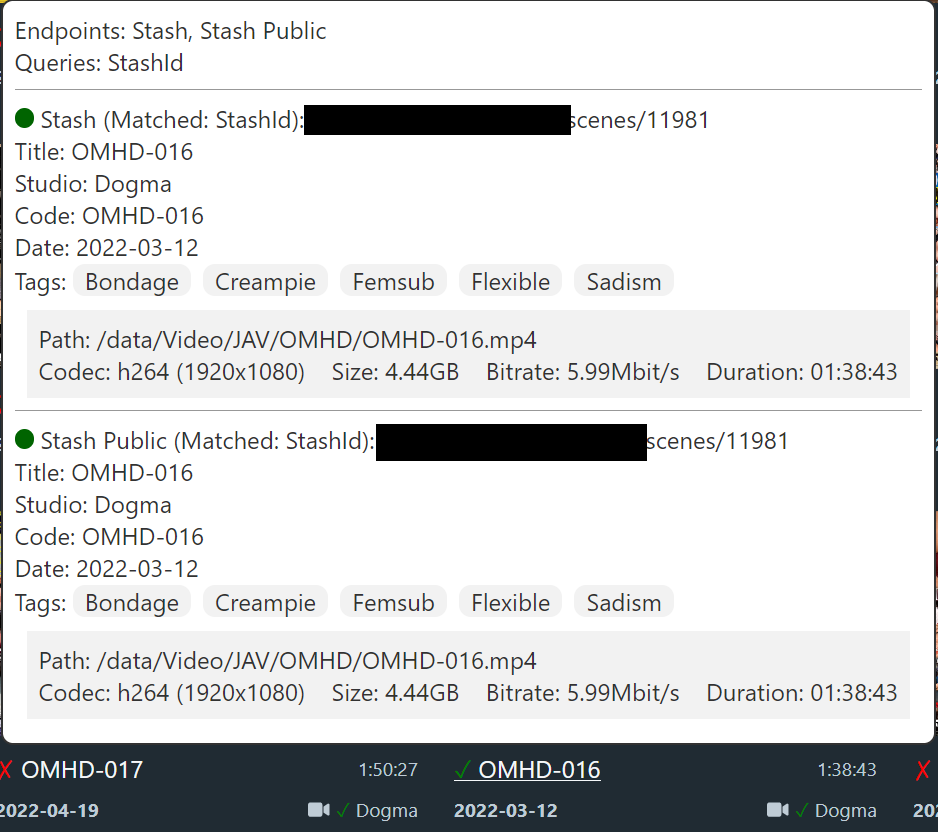 Endpoints: Stash, Stash Public
Queries: StashId
Stash (Matched: StashId): scenes/11981
Title: OMHD-016
Studio: Dogma
Code: OMHD-016
Date: 2022-03-12
Tags: Bondage Creampie Femsub Flexible Sadism
Path: /data/Video/JAV/OMHD/OMHD-016.mp4
Codec: h264 (1920x1080) Size: 4.44GB Bitrate: 5.99Mbit/s Duration: 01:38:43
Stash Public (Matched: StashId): scenes/11981
Title: OMHD-016
Studio: Dogma
Code: OMHD-016
Date: 2022-03-12
Tags: Bondage Creampie Femsub Flexible Sadism
Path: /data/Video/JAV/OMHD/OMHD-016.mp4
Codec: h264 (1920x1080) Size: 4.44GB Bitrate: 5.99Mbit/s Duration: 01:38:43
✗ OMHD-017 1:50:27 ✓ OMHD-016 1:38:43 ✗
2022-04-19 ✓ Dogma 2022-03-12 ✓ Dogma